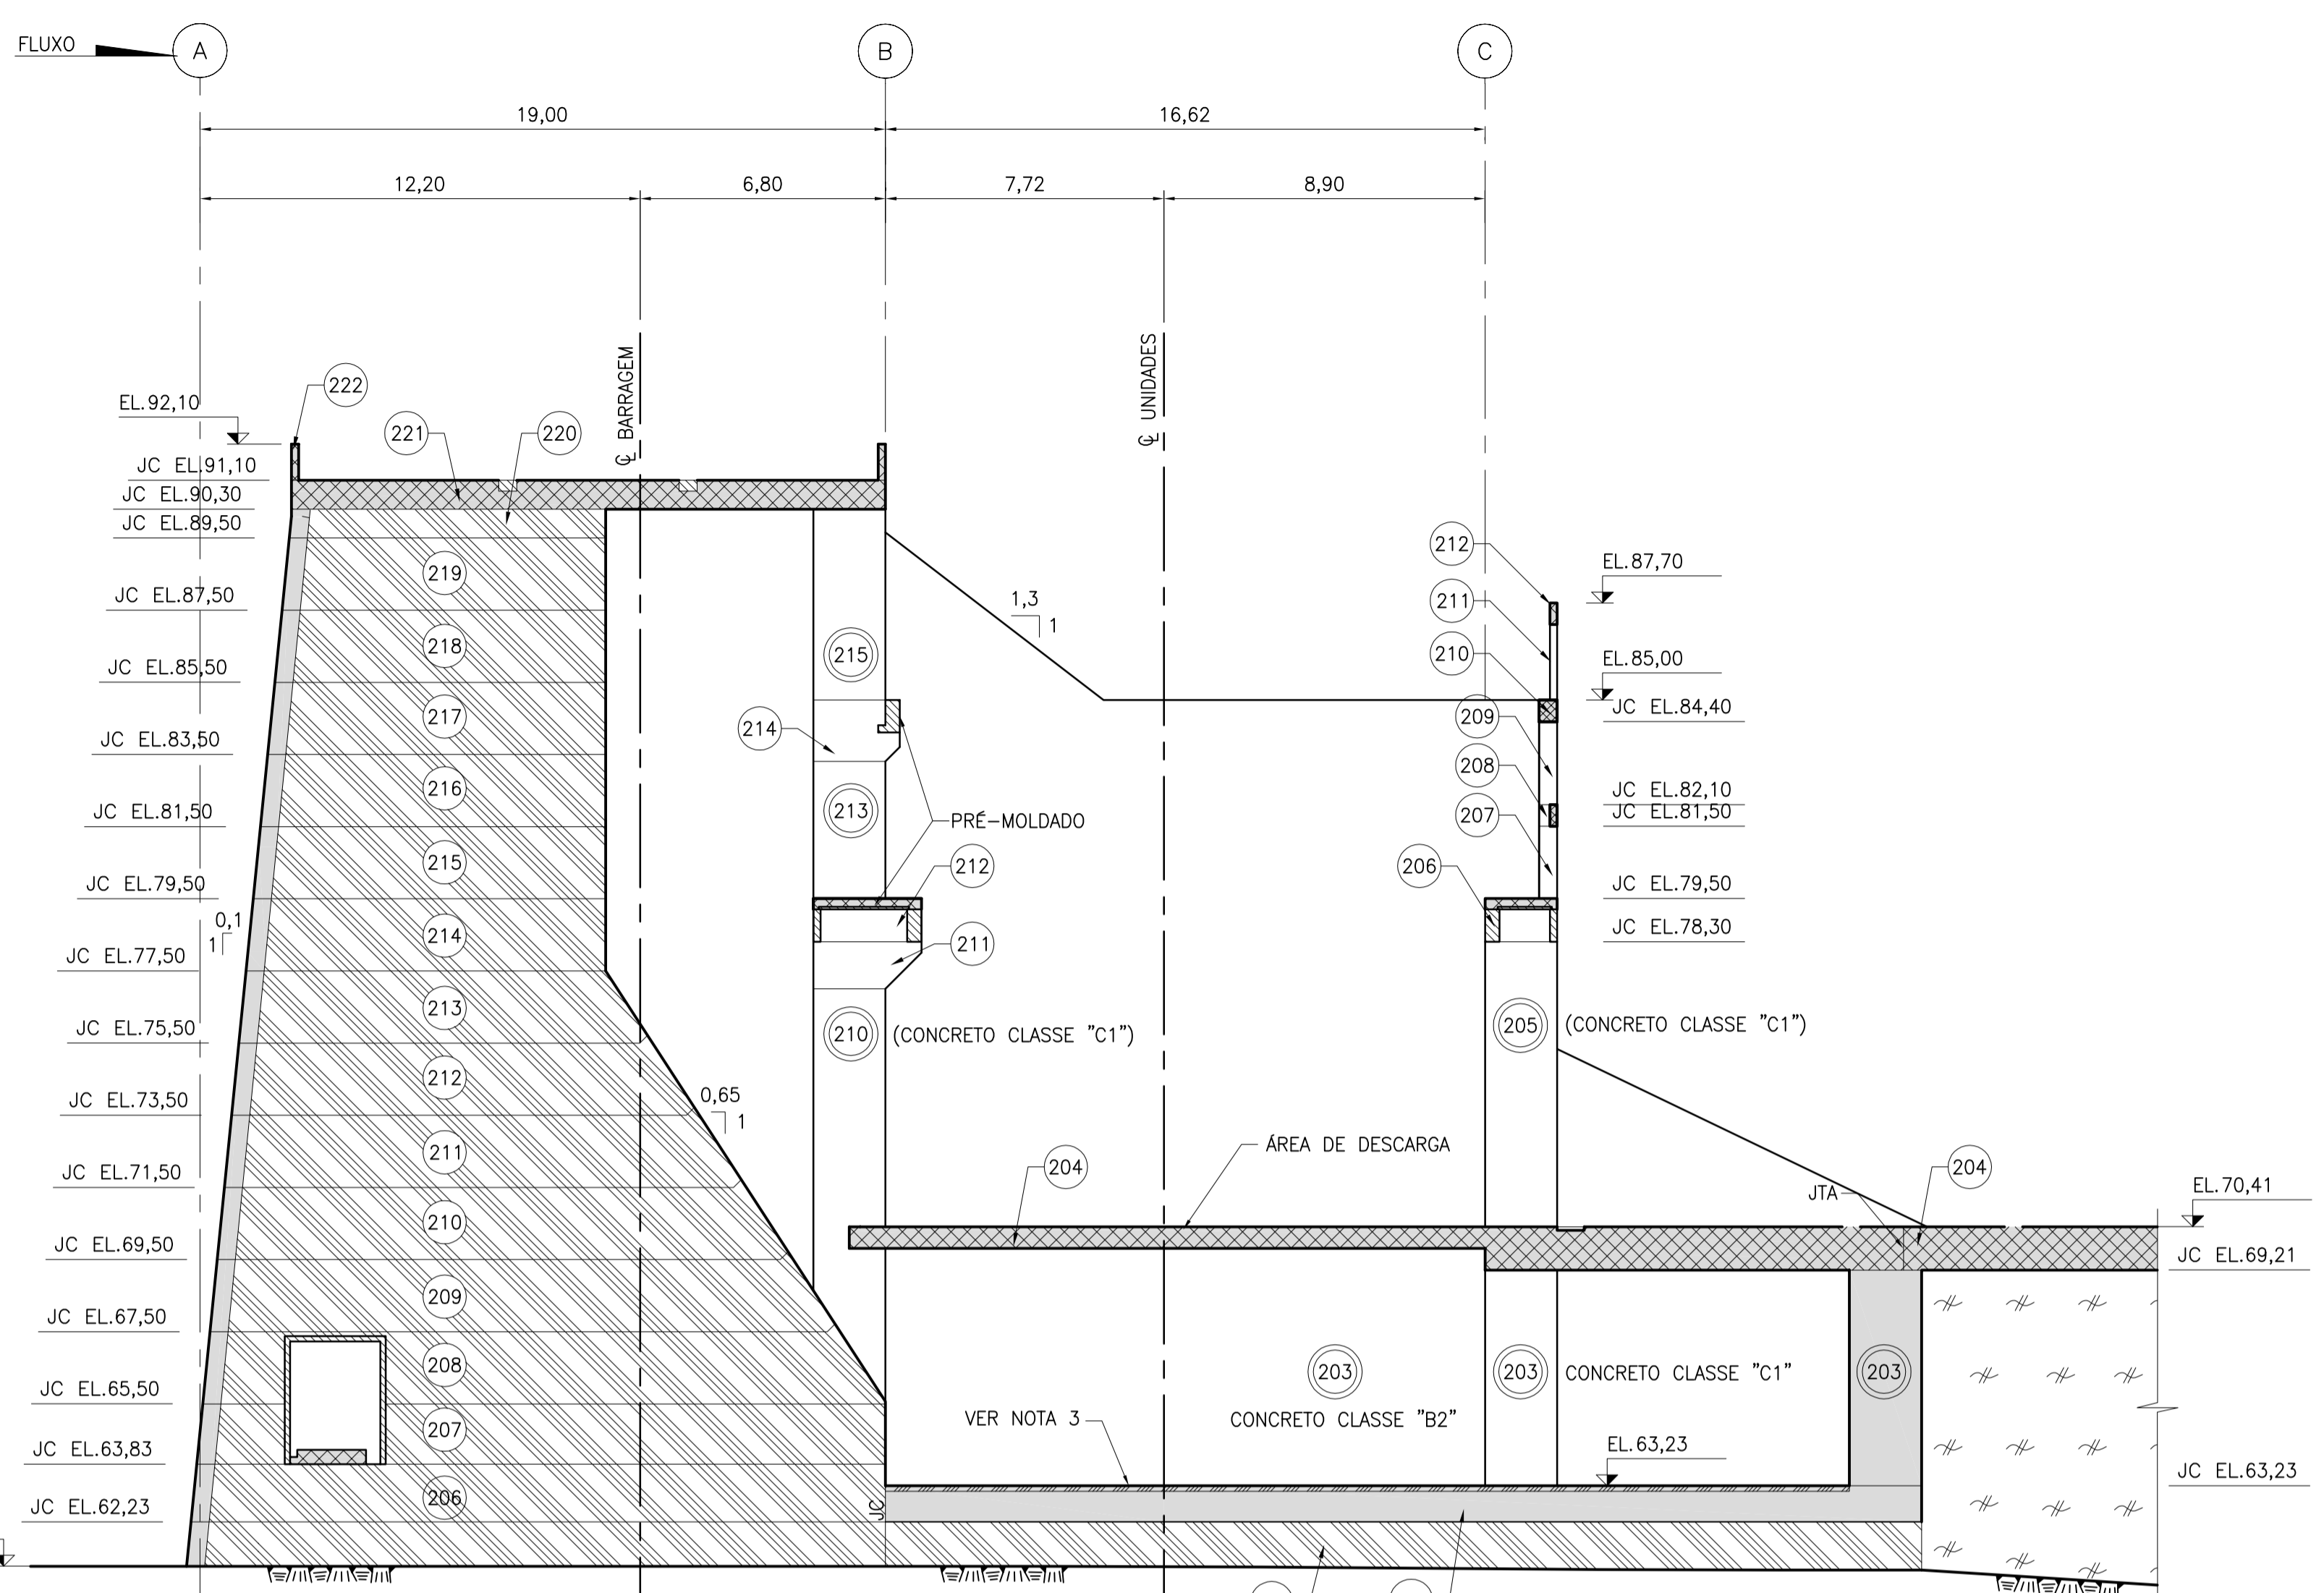 FLUXO
A
B
C
19,00
16,62
12,20
6,80
7,72
8,90
℄ BARRAGEM
℄ UNIDADES
222
EL.92,10
221
220
JC EL.91,10
JC EL.90,30
JC EL.89,50
212
EL.87,70
219
JC EL.87,50
1,3
1
211
218
215
210
EL.85,00
JC EL.85,50
217
214
209
JC EL.84,40
JC EL.83,50
208
216
213
JC EL.82,10
JC EL.81,50
JC EL.81,50
207
PRÉ-MOLDADO
215
212
206
JC EL.79,50
JC EL.79,50
0,1
1
214
211
JC EL.78,30
JC EL.77,50
213
210
(CONCRETO CLASSE "C1")
205
(CONCRETO CLASSE "C1")
JC EL.75,50
212
0,65
1
JC EL.73,50
211
ÁREA DE DESCARGA
204
204
JC EL.71,50
JTA
EL.70,41
210
JC EL.69,50
JC EL.69,21
209
JC EL.67,50
208
203
203
CONCRETO CLASSE "C1"
203
JC EL.65,50
VER NOTA 3
CONCRETO CLASSE "B2"
207
JC EL.63,83
EL.63,23
JC EL.63,23
206
JC EL.62,23
JC